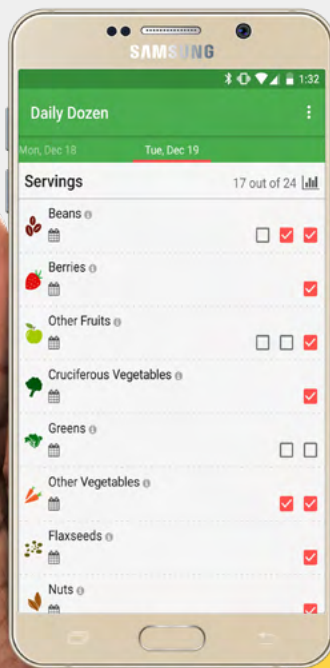 SAMSUNG
1:32
Daily Dozen
Mon, Dec 18 Tue, Dec 19
Servings 17 out of 24
Beans
Berries
Other Fruits
Cruciferous Vegetables
Greens
Other Vegetables
Flaxseeds
Nuts